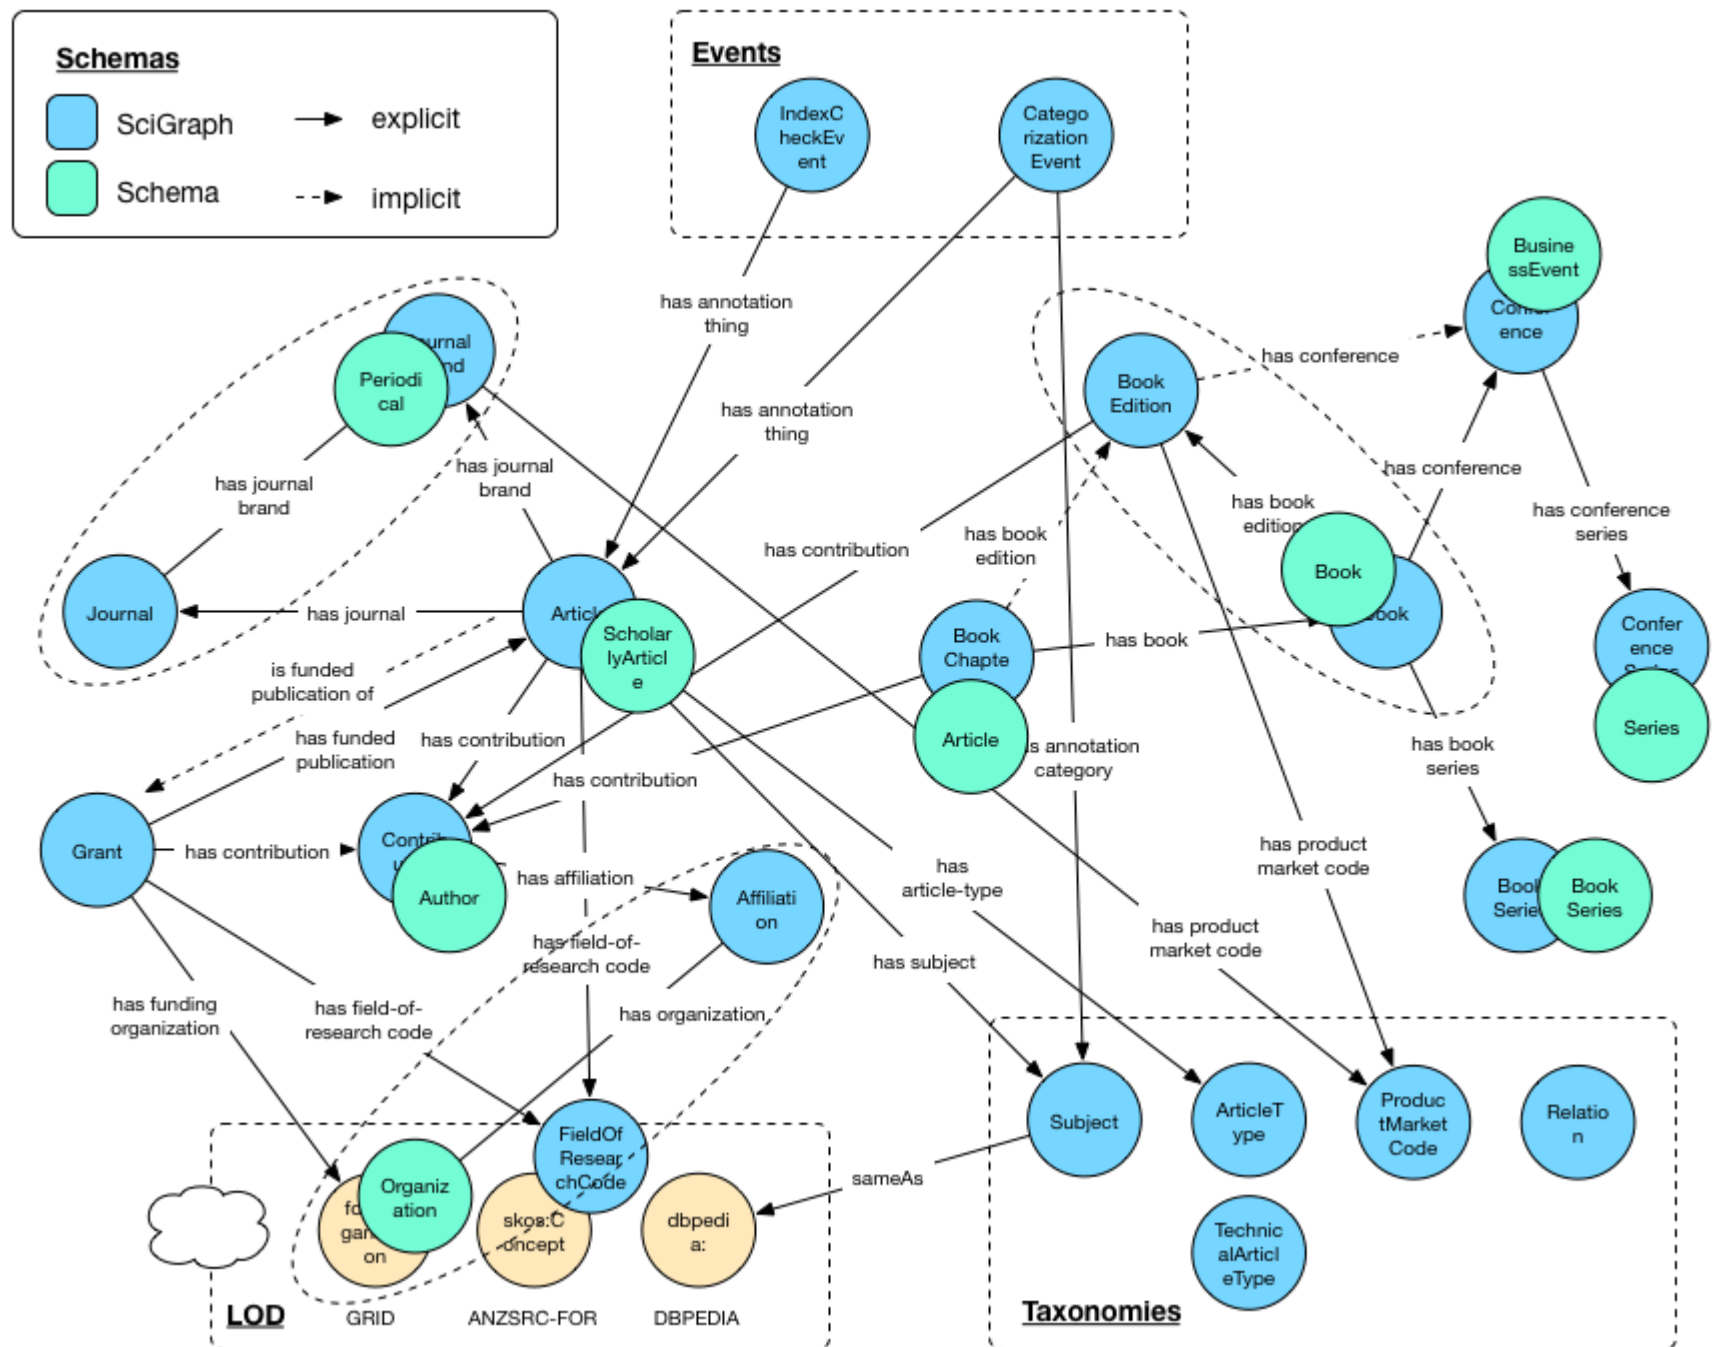 Schemas
SciGraph
explicit
Schema
implicit
Events
IndexC
heckEv
ent
Catego
rization
Event
Busine
ssEvent
ence
has annotation
thing
has annotation
thing
Periodi
cal
has journal
brand
has journal
brand
Book
Edition
has conference
has conference
has book
edition
has conference
series
has contribution
has book
edition
Journal
has journal
Scholar
lyArticl
e
Book
Chapte
Article
has book
Book
Confer
ence
Series
is funded
publication of
has funded
publication
has contribution
has contribution
annotation
category
has book
series
Grant
has contribution
Author
has affiliation
Affiliati
on
has
article-type
has product
market code
has product
market code
Book
Series
has field-of-
research code
has subject
has funding
organization
has field-of-
research code
has organization
Subject
ArticleT
ype
Produc
tMarket
Code
Relatio
n
Technic
alArticl
eType
sameAs
FieldOf
Resear
chCode
Organiz
ation
on
skos:C
oncept
dbpedi
a:
LOD
GRID
ANZSRC-FOR
DBPEDIA
Taxonomies